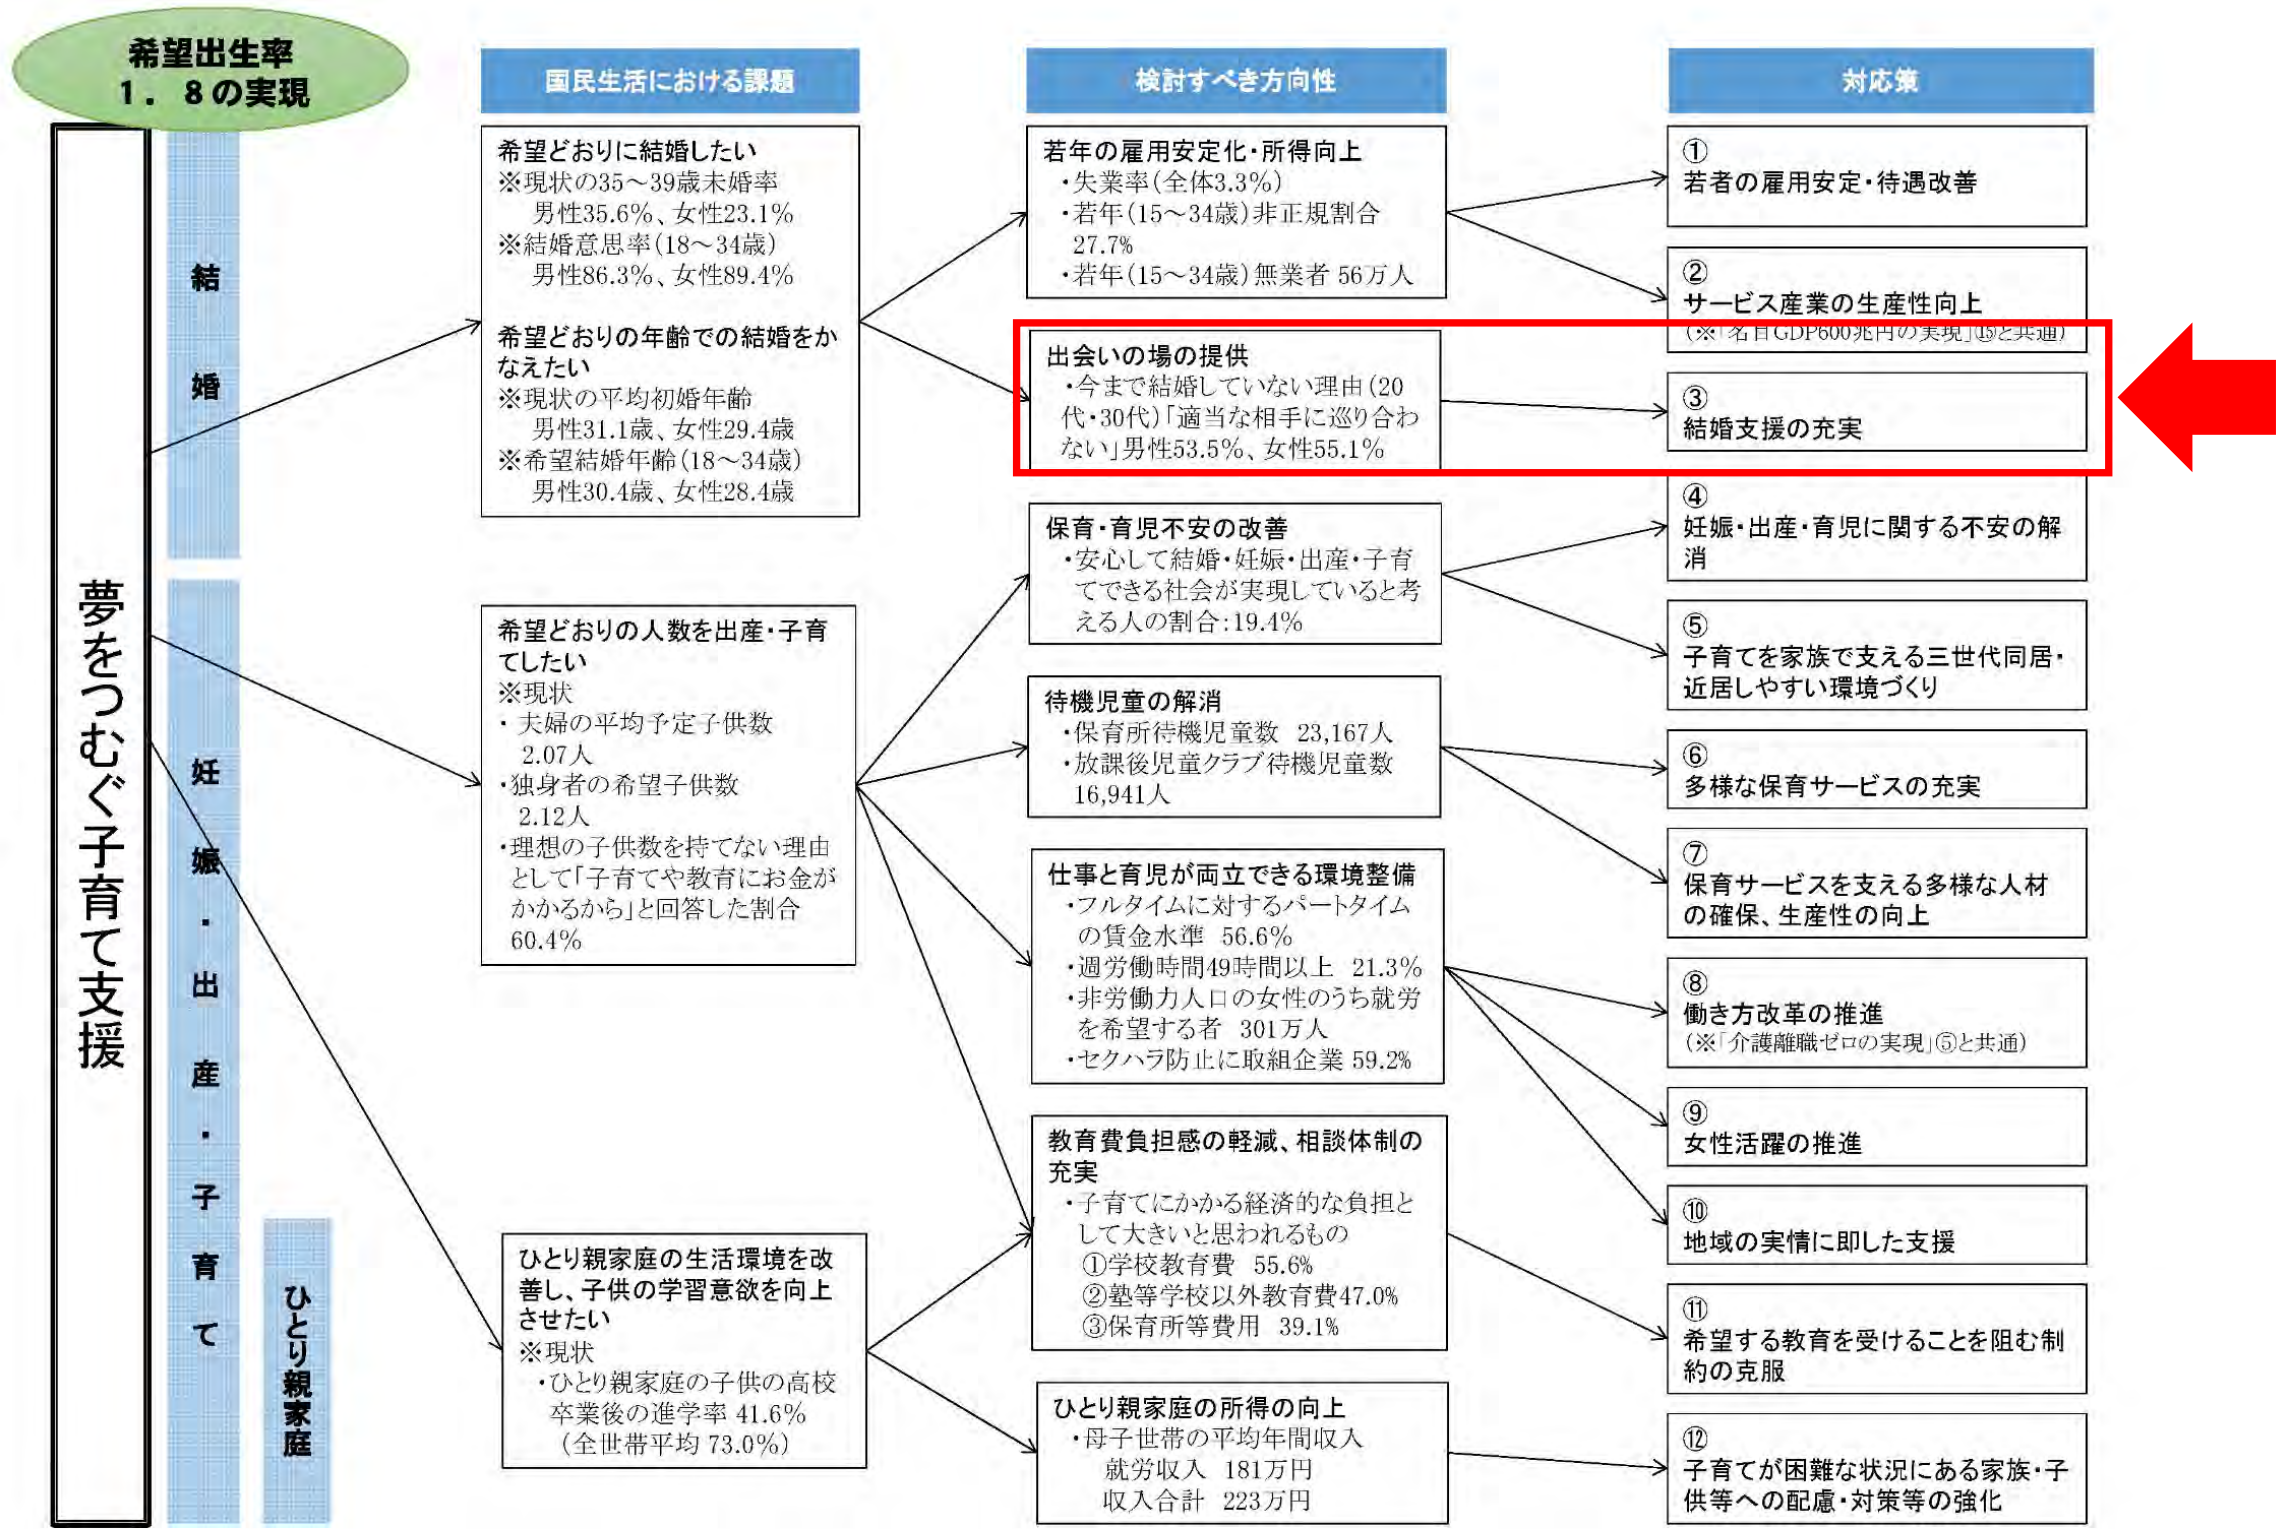 希望出生率
1．8の実現
夢をつむぐ子育て支援
結婚
妊娠・出産・子育て
ひとり親家庭
国民生活における課題
希望どおりに結婚したい
※現状の35～39歳未婚率
男性35.6%、女性23.1%
※結婚意思率(18～34歳)
男性86.3%、女性89.4%
希望どおりの年齢での結婚をか
なえたい
※現状の平均初婚年齢
男性31.1歳、女性29.4歳
※希望結婚年齢(18～34歳)
男性30.4歳、女性28.4歳
希望どおりの人数を出産・子育
てしたい
※現状
・夫婦の平均予定子供数
2.07人
・独身者の希望子供数
2.12人
・理想の子供数を持てない理由
として「子育てや教育にお金が
かかるから」と回答した割合
60.4%
ひとり親家庭の生活環境を改
善し、子供の学習意欲を向上
させたい
※現状
・ひとり親家庭の子供の高校
卒業後の進学率 41.6%
(全世帯平均 73.0%)
検討すべき方向性
若年の雇用安定化・所得向上
・失業率(全体3.3%)
・若年(15～34歳)非正規割合
27.7%
・若年(15～34歳)無業者 56万人
出会いの場の提供
・今まで結婚していない理由(20
代・30代)「適当な相手に巡り合わ
ない」男性53.5%、女性55.1%
保育・育児不安の改善
・安心して結婚・妊娠・出産・子育
てできる社会が実現していると考
える人の割合:19.4%
待機児童の解消
・保育所待機児童数 23,167人
・放課後児童クラブ待機児童数
16,941人
仕事と育児が両立できる環境整備
・フルタイムに対するパートタイム
の賃金水準 56.6%
・週労働時間49時間以上 21.3%
・非労働力人口の女性のうち就労
を希望する者 301万人
・セクハラ防止に取組企業 59.2%
教育費負担感の軽減、相談体制の
充実
・子育てにかかる経済的な負担と
して大きいと思われるもの
①学校教育費 55.6%
②塾等学校以外教育費47.0%
③保育所等費用 39.1%
ひとり親家庭の所得の向上
・母子世帯の平均年間収入
就労収入 181万円
収入合計 223万円
対応策
①
若者の雇用安定・待遇改善
②
サービス産業の生産性向上
(※「名目GDP600兆円の実現」⑮と共通)
③
結婚支援の充実
④
妊娠・出産・育児に関する不安の解
消
⑤
子育てを家族で支える三世代同居・
近居しやすい環境づくり
⑥
多様な保育サービスの充実
⑦
保育サービスを支える多様な人材
の確保、生産性の向上
⑧
働き方改革の推進
(※「介護離職ゼロの実現」⑤と共通)
⑨
女性活躍の推進
⑩
地域の実情に即した支援
⑪
希望する教育を受けることを阻む制
約の克服
⑫
子育てが困難な状況にある家族・子
供等への配慮・対策等の強化